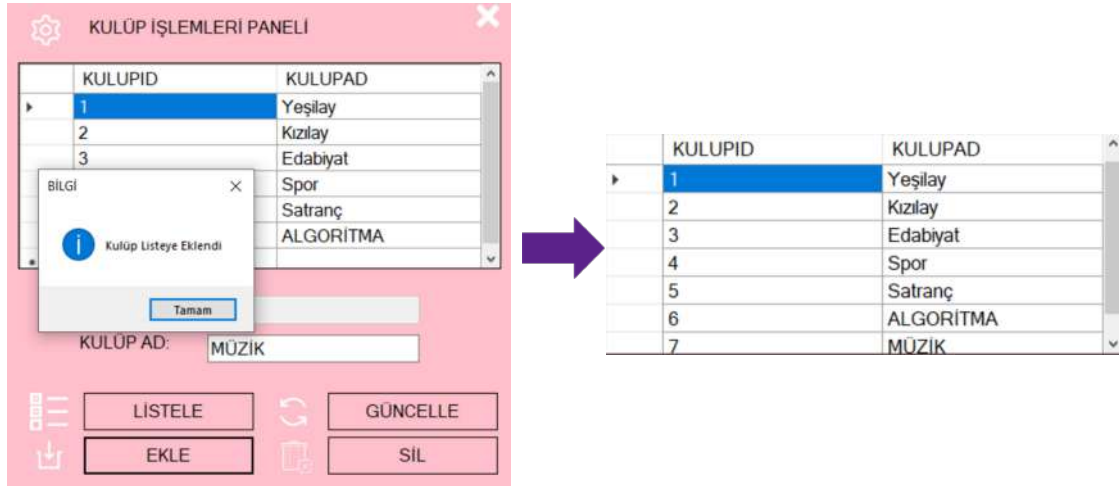 KULÜP İŞLEMLERİ PANELİ
KULUPID KULUPAD
1 Yeşilay
2 Kızılay
3 Edabiyat
Spor
Satranç
ALGORİTMA
BİLGİ
Kulüp Listeye Eklendi
Tamam
KULÜP AD: MÜZİK
LİSTELE GÜNCELLE
EKLE SİL
KULUPID KULUPAD
1 Yeşilay
2 Kızılay
3 Edabiyat
4 Spor
5 Satranç
6 ALGORİTMA
7 MÜZİK